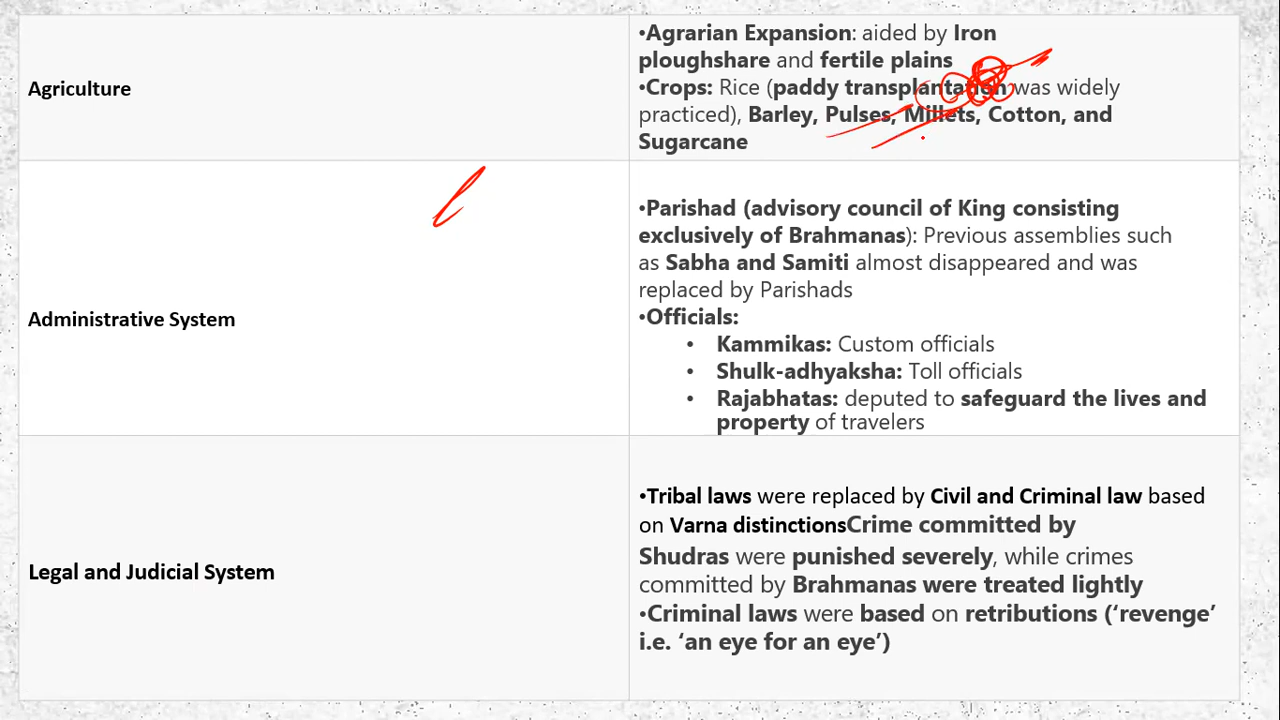 Agriculture
•Agrarian Expansion: aided by Iron
ploughshare and fertile plains
•Crops: Rice (paddy transplantation was widely
practiced), Barley, Pulses, Millets, Cotton, and
Sugarcane
Administrative System
•Parishad (advisory council of King consisting
exclusively of Brahmanas): Previous assemblies such
as Sabha and Samiti almost disappeared and was
replaced by Parishads
•Officials:
• Kammikas: Custom officials
• Shulk-adhyaksha: Toll officials
• Rajabhatas: deputed to safeguard the lives and
property of travelers
Legal and Judicial System
•Tribal laws were replaced by Civil and Criminal law based
on Varna distinctionsCrime committed by
Shudras were punished severely, while crimes
committed by Brahmanas were treated lightly
•Criminal laws were based on retributions (‘revenge’
i.e. ‘an eye for an eye’)